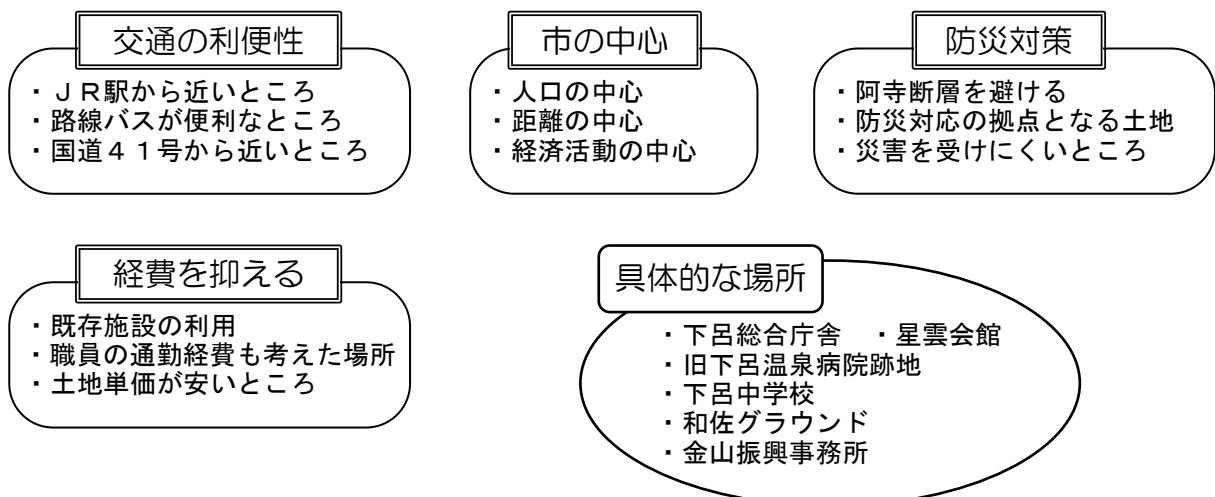 交通の利便性
・ＪＲ駅から近いところ
・路線バスが便利なところ
・国道４１号から近いところ
市の中心
・人口の中心
・距離の中心
・経済活動の中心
防災対策
・阿寺断層を避ける
・防災対応の拠点となる土地
・災害を受けにくいところ
経費を抑える
・既存施設の利用
・職員の通勤経費も考えた場所
・土地単価が安いところ
具体的な場所
・下呂総合庁舎　・星雲会館
・旧下呂温泉病院跡地
・下呂中学校
・和佐グラウンド
・金山振興事務所